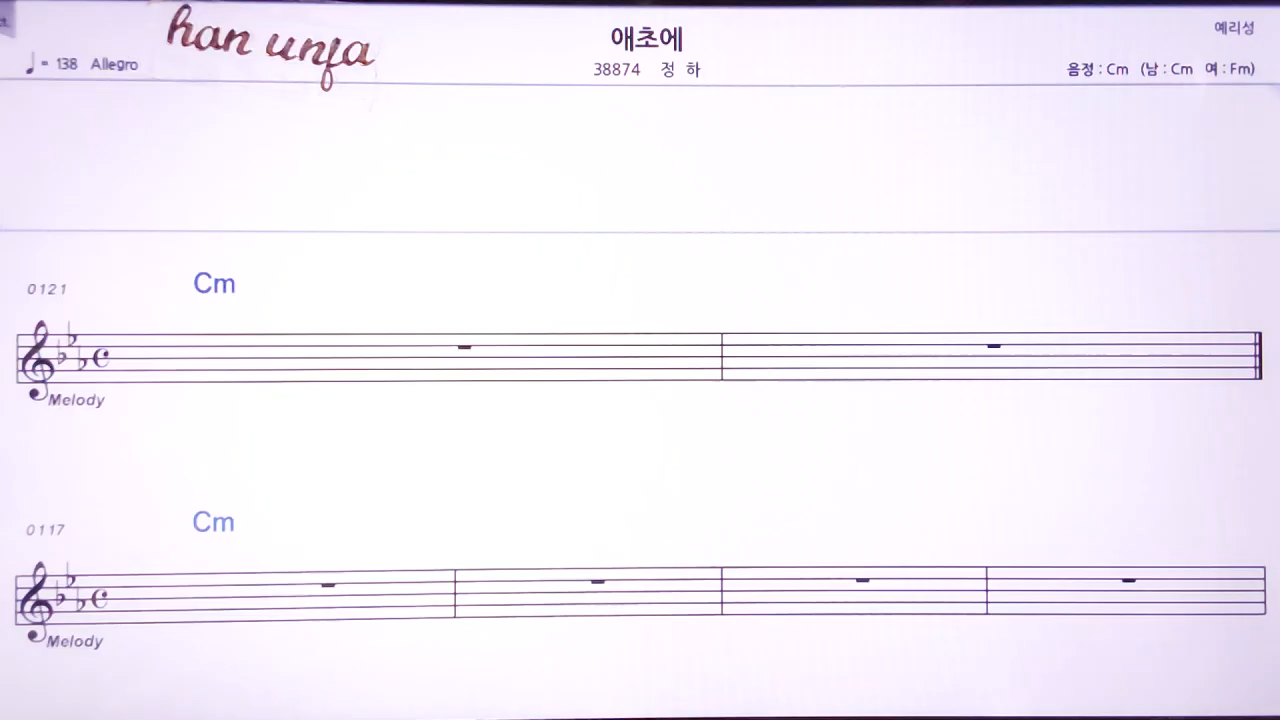 han unfa
애초에
예리성
= 138 Allegro
38874 정 하
음정 : Cm (남 : Cm 여 : Fm)
0121
Cm
Melody
0117
Cm
Melody